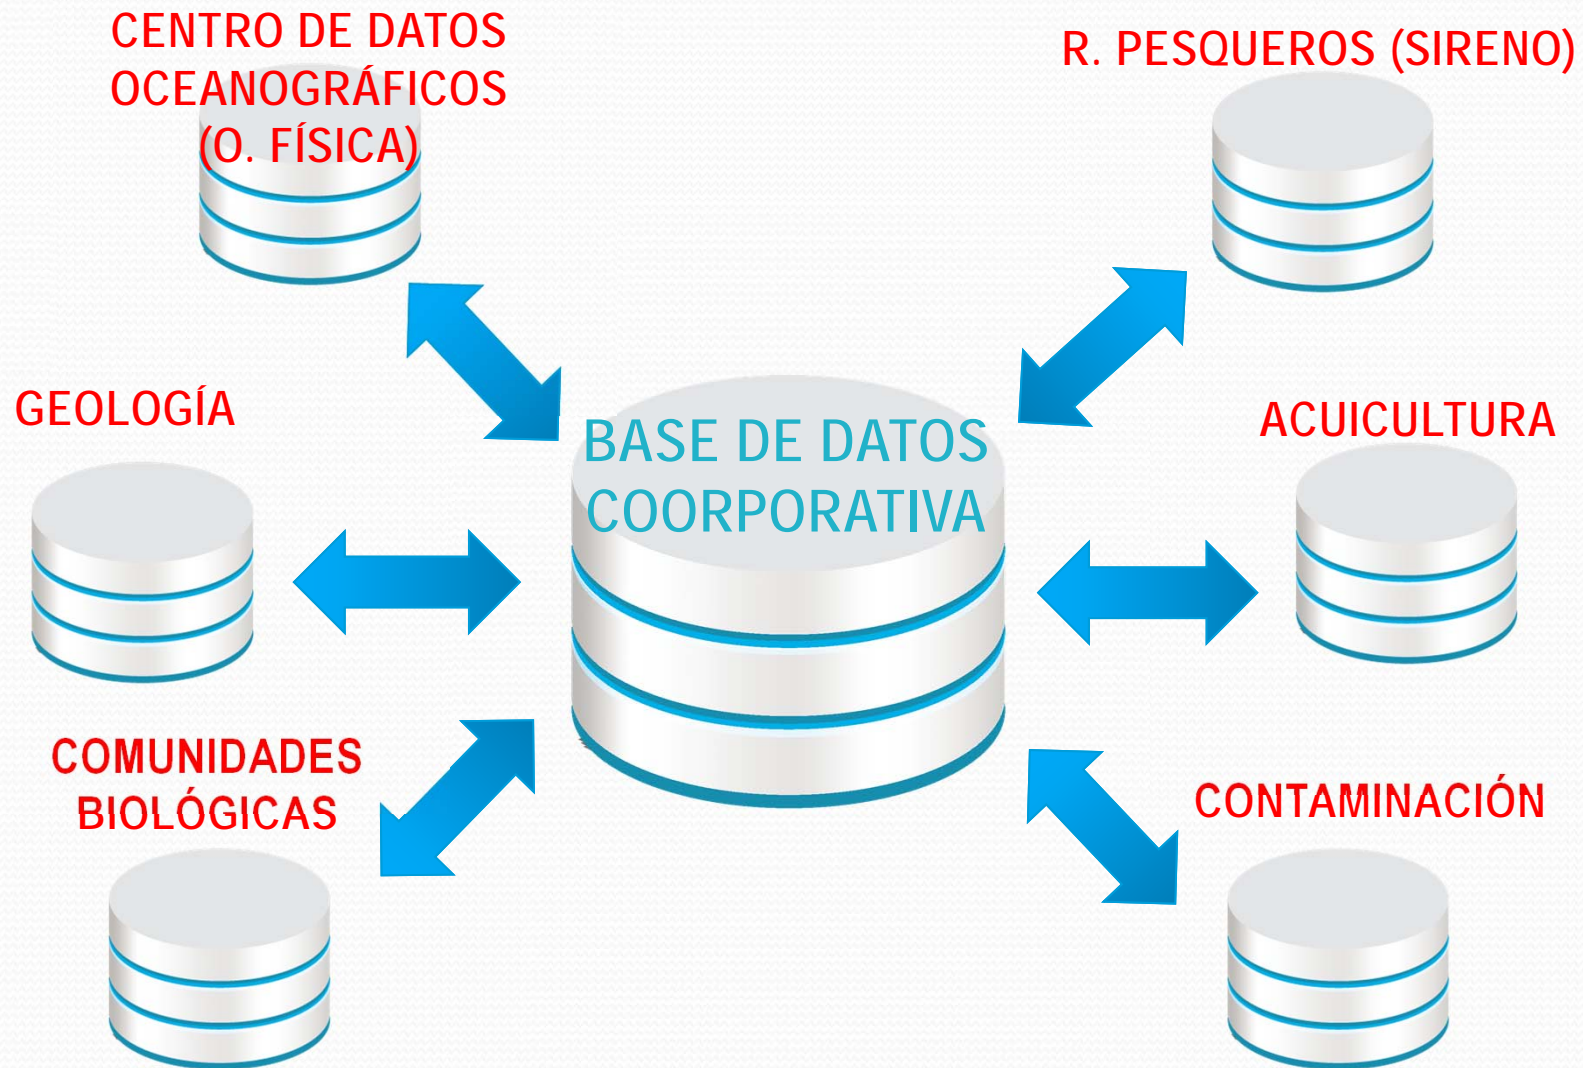 CENTRO DE DATOS
OCEANOGRÁFICOS
(O. FÍSICA)
R. PESQUEROS (SIRENO)
GEOLOGÍA
BASE DE DATOS
COORPORATIVA
ACUICULTURA
COMUNIDADES
BIOLÓGICAS
CONTAMINACIÓN